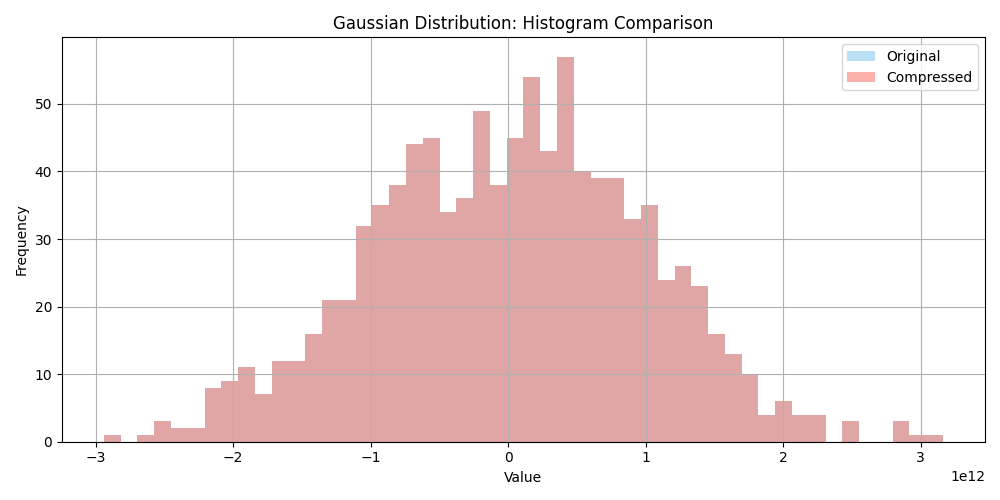 Gaussian Distribution: Histogram Comparison
Original
Compressed
Frequency
50
40
30
20
10
0
−3
−2
−1
0
1
2
3
1e12
Value